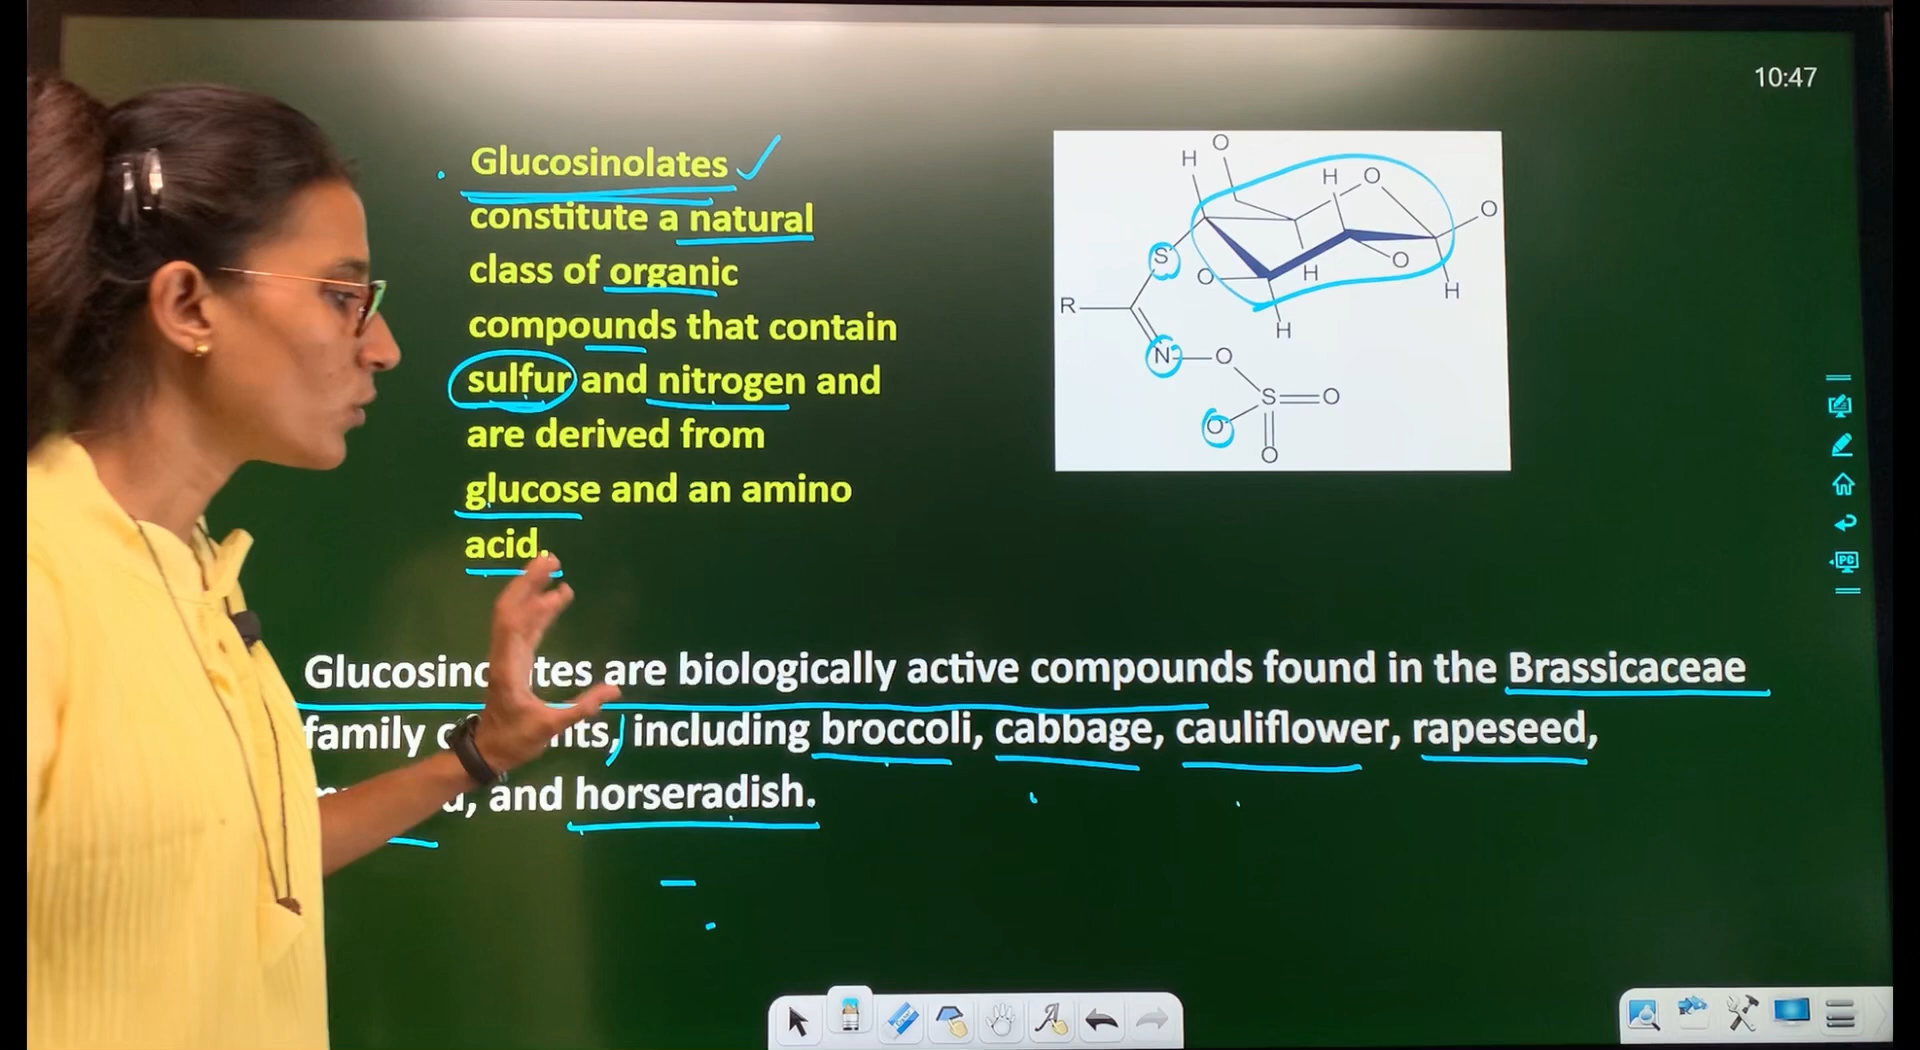 10:47
Glucosinolates
constitute a natural
class of organic
compounds that contain
sulfur and nitrogen and
are derived from
glucose and an amino
acid.
H O
H O
O
S
O H O
H
R
H
N O
S O
O
O
Glucosinc tes are biologically active compounds found in the Brassicaceae
family including broccoli, cabbage, cauliflower, rapeseed,
and horseradish.
PC